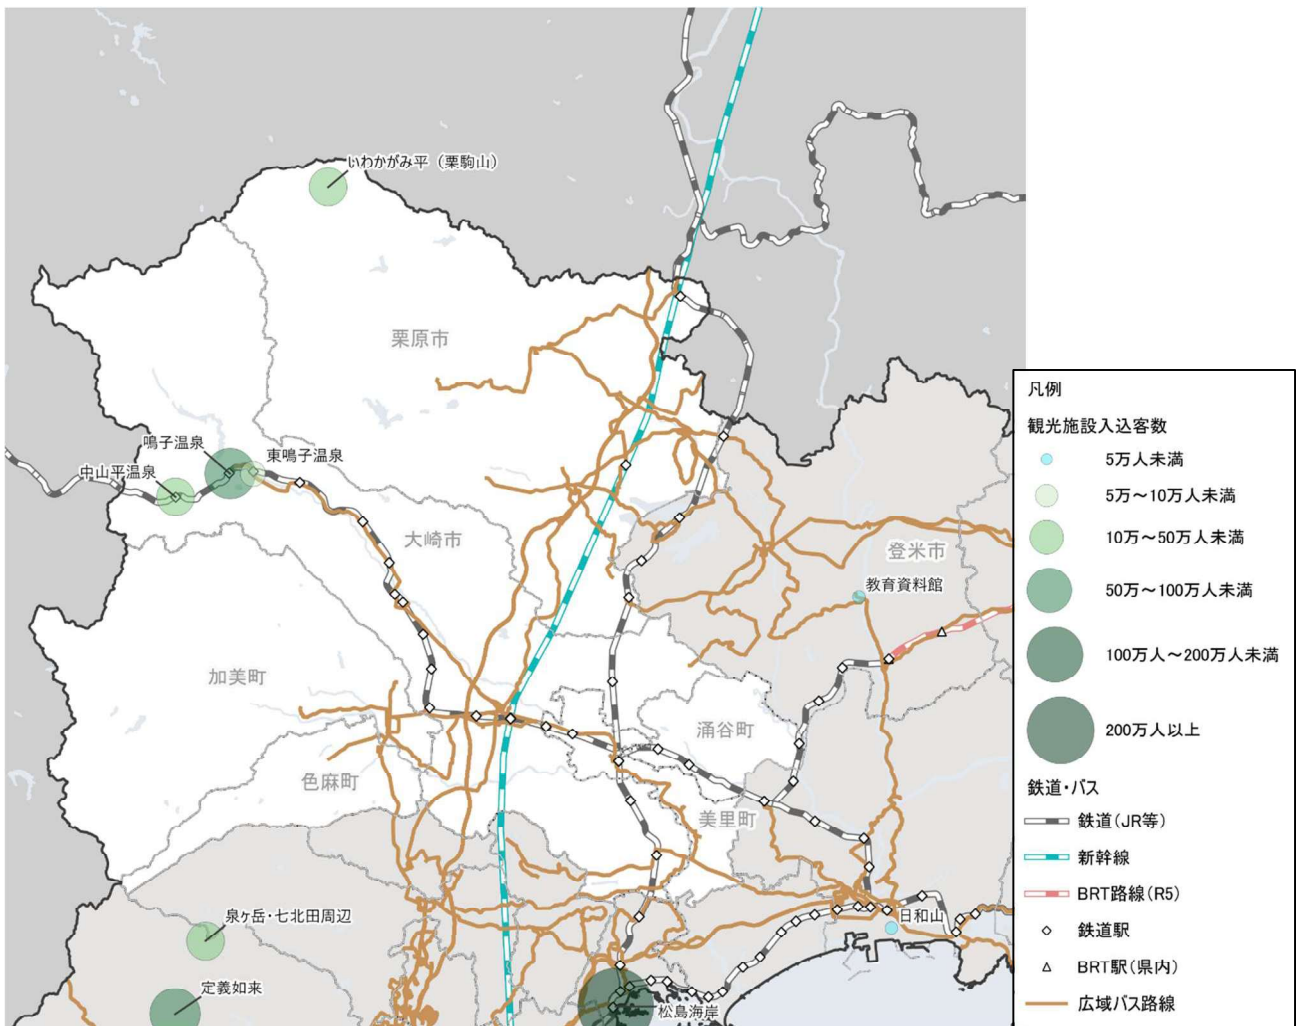 いわかがみ平（栗駒山）
栗原市
鳴子温泉
東鳴子温泉
中山平温泉
大崎市
登米市
教育資料館
加美町
涌谷町
色麻町
美里町
泉ケ岳・七北田周辺
日和山
定義如来
松島海岸
凡例
観光施設入込客数
5万人未満
5万～10万人未満
10万～50万人未満
50万～100万人未満
100万人～200万人未満
200万人以上
鉄道・バス
鉄道（JR等）
新幹線
BRT路線（R5）
鉄道駅
BRT駅（県内）
広域バス路線